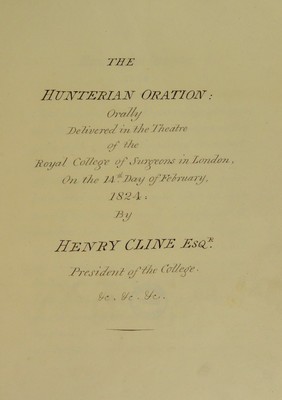 THE
HUNTERIAN ORATION:
Orally
Delivered in the Theatre
of the
Royal College of Surgeons in London,
On the 14th Day of February,
1824.
By
HENRY CLINE ESQR.
President of the College.
&c. &c. &c.